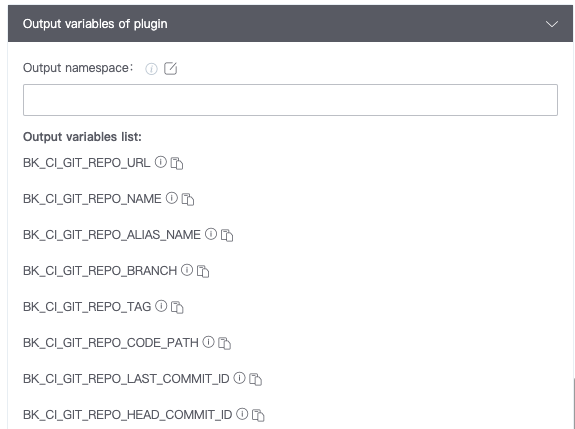 Output variables of plugin
Output namespace:
Output variables list:
BK_CI_GIT_REPO_URL
BK_CI_GIT_REPO_NAME
BK_CI_GIT_REPO_ALIAS_NAME
BK_CI_GIT_REPO_BRANCH
BK_CI_GIT_REPO_TAG
BK_CI_GIT_REPO_CODE_PATH
BK_CI_GIT_REPO_LAST_COMMIT_ID
BK_CI_GIT_REPO_HEAD_COMMIT_ID